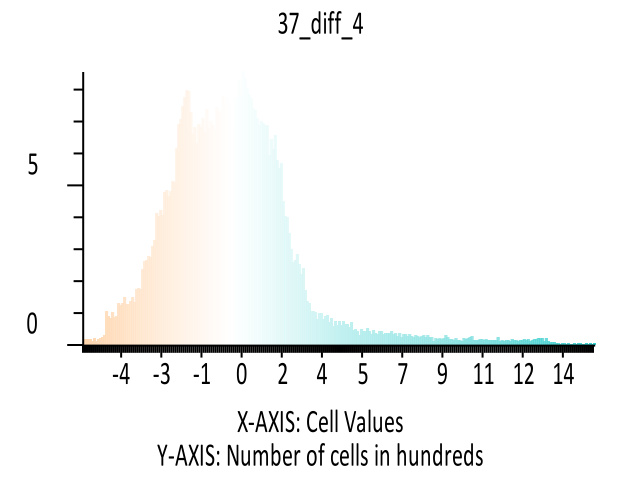 37_diff_4
5
0
-4 -3 -1 0 2 4 5 7 9 11 12 14
X-AXIS: Cell Values
Y-AXIS: Number of cells in hundreds